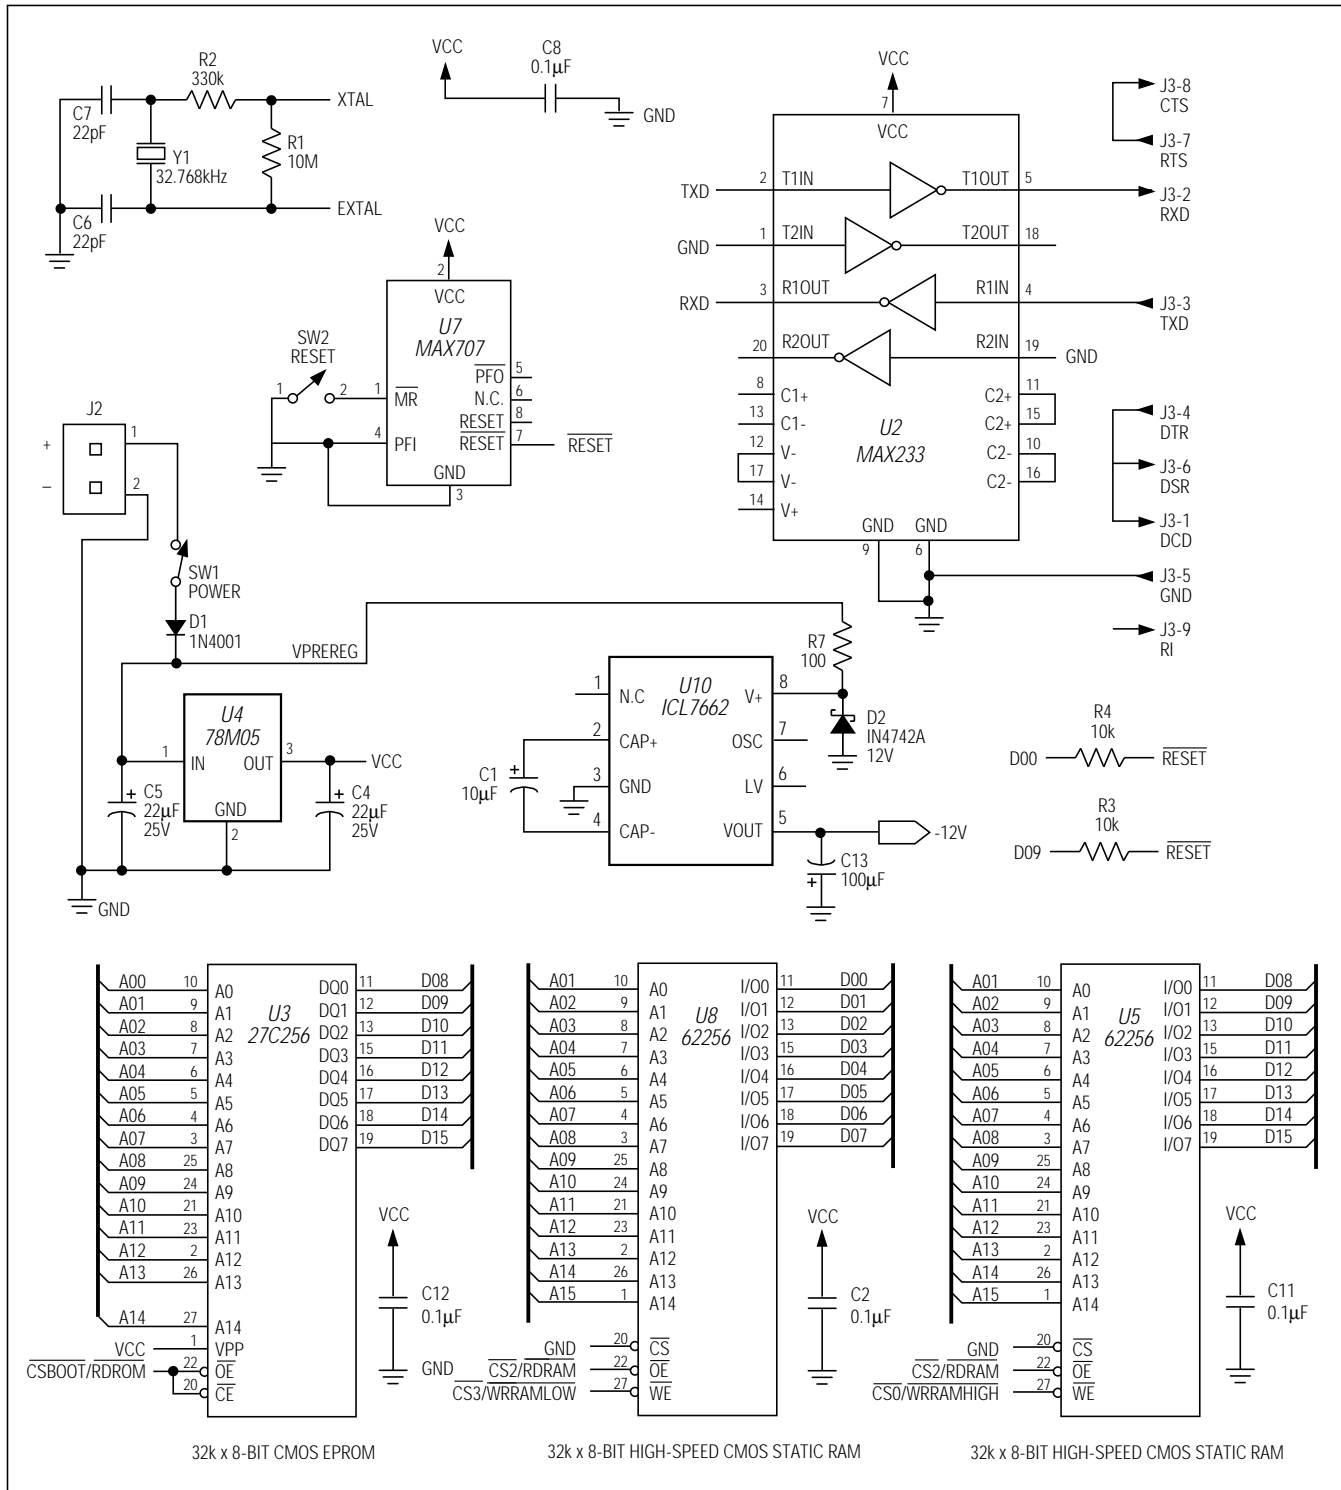 R2
330k
C7
22pF
Y1
32.768kHz
R1
10M
XTAL
EXTAL
C6
22pF
VCC
C8
0.1µF
GND
VCC
7
VCC
TXD
2
T1IN
T1OUT
5
J3-2
RXD
GND
1
T2IN
T2OUT
18
RXD
3
R1OUT
R1IN
4
J3-3
TXD
20
R2OUT
R2IN
19
GND
8
C1+
13
C1-
12
V-
17
V-
14
V+
U2
MAX233
C2+
11
C2+
15
C2-
10
C2-
16
GND
GND
9
6
J3-8
CTS
J3-7
RTS
J3-4
DTR
J3-6
DSR
J3-1
DCD
J3-5
GND
J3-9
RI
VCC
2
VCC
U7
MAX707
SW2
RESET
1
2
1
MR
4
PFI
PFO
5
N.C.
6
RESET
8
RESET
7
RESET
GND
3
J2
+
–
1
2
SW1
POWER
D1
1N4001
VPREREG
U4
78M05
1
IN
OUT
3
VCC
GND
2
+
C5
22µF
25V
+
C4
22µF
25V
GND
R7
100
U10
ICL7662
1
N.C
2
CAP+
3
GND
4
CAP-
V+
8
OSC
7
LV
6
VOUT
5
+
C1
10µF
D2
IN4742A
12V
-12V
C13
100µF
+
R4
10k
D00
RESET
R3
10k
D09
RESET
U3
27C256
A00 10 A0
A01 9 A1
A02 8 A2
A03 7 A3
A04 6 A4
A05 5 A5
A06 4 A6
A07 3 A7
A08 25 A8
A09 24 A9
A10 21 A10
A11 23 A11
A12 2 A12
A13 26 A13
A14 27 A14
VCC 1 VPP
CSBOOT/RDROM 22 OE
20 CE
DQ0 11 D08
DQ1 12 D09
DQ2 13 D10
DQ3 15 D11
DQ4 16 D12
DQ5 17 D13
DQ6 18 D14
DQ7 19 D15
VCC
C12
0.1µF
GND
32k x 8-BIT CMOS EPROM
U8
62256
A01 10 A0
A02 9 A1
A03 8 A2
A04 7 A3
A05 6 A4
A06 5 A5
A07 4 A6
A08 3 A7
A09 25 A8
A10 24 A9
A11 21 A10
A12 23 A11
A13 2 A12
A14 26 A13
A15 1 A14
GND 20 CS
CS2/RDRAM 22 OE
CS3/WRRAMLOW 27 WE
I/O0 11 D00
I/O1 12 D01
I/O2 13 D02
I/O3 15 D03
I/O4 16 D04
I/O5 17 D05
I/O6 18 D06
I/O7 19 D07
VCC
C2
0.1µF
32k x 8-BIT HIGH-SPEED CMOS STATIC RAM
U5
62256
A01 10 A0
A02 9 A1
A03 8 A2
A04 7 A3
A05 6 A4
A06 5 A5
A07 4 A6
A08 3 A7
A09 25 A8
A10 24 A9
A11 21 A10
A12 23 A11
A13 2 A12
A14 26 A13
A15 1 A14
GND 20 CS
CS2/RDRAM 22 OE
CS0/WRRAMHIGH 27 WE
I/O0 11 D08
I/O1 12 D09
I/O2 13 D10
I/O3 15 D11
I/O4 16 D12
I/O5 17 D13
I/O6 18 D14
I/O7 19 D15
VCC
C11
0.1µF
32k x 8-BIT HIGH-SPEED CMOS STATIC RAM